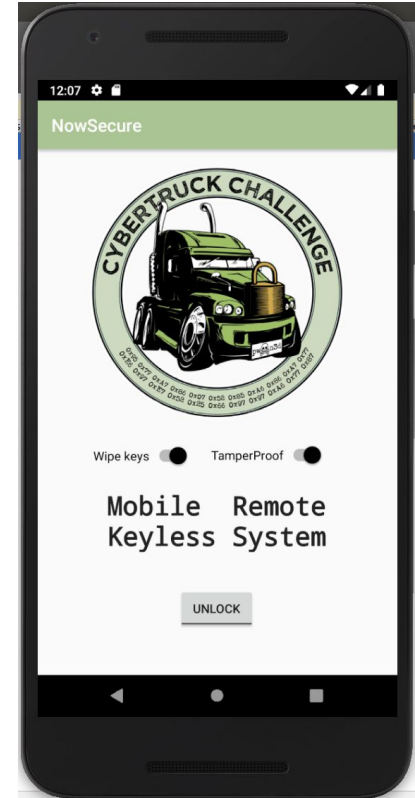 12:07
NowSecure
CYBERTRUCK CHALLENGE
Wipe keys TamperProof
Mobile Remote
Keyless System
UNLOCK